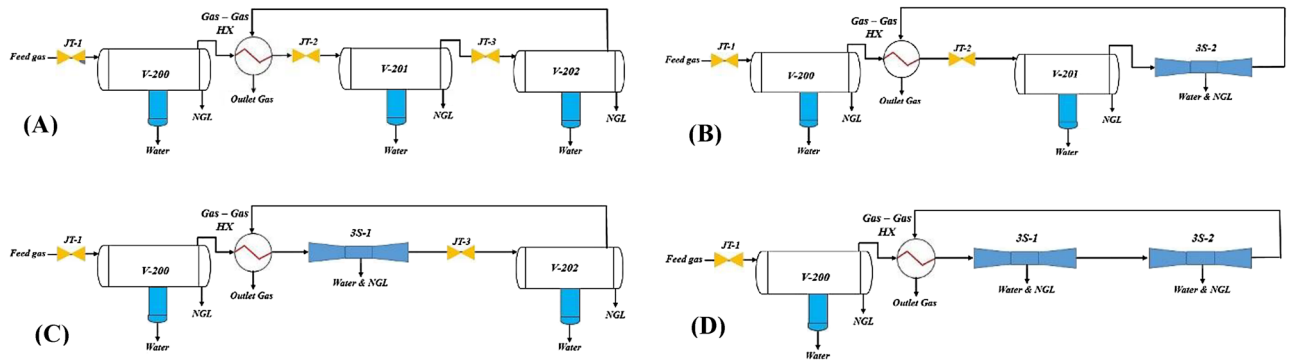 Gas – Gas
HX
JT-1
JT-2
JT-3
Feed gas
V-200
V-201
V-202
Outlet Gas
NGL
NGL
NGL
Water
Water
Water
(A)
Gas – Gas
HX
JT-1
JT-2
3S-2
Feed gas
V-200
V-201
Outlet Gas
Water & NGL
NGL
NGL
Water
Water
(B)
Gas – Gas
HX
3S-1
JT-1
JT-3
Feed gas
V-200
V-202
Water & NGL
Outlet Gas
NGL
NGL
Water
Water
(C)
Gas – Gas
HX
3S-1
3S-2
JT-1
Feed gas
V-200
Outlet Gas
Water & NGL
Water & NGL
NGL
Water
(D)